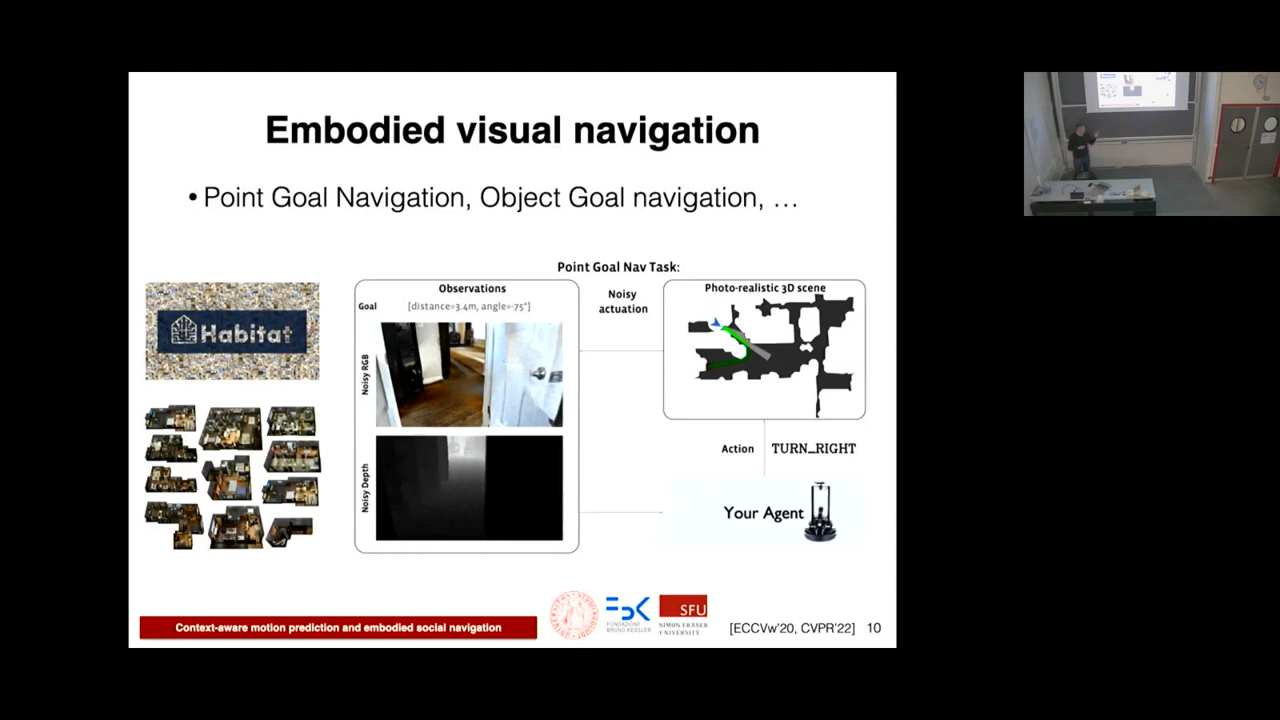 Embodied visual navigation
• Point Goal Navigation, Object Goal navigation, …
Point Goal Nav Task:
Habitat
Observations
Goal
[distance=3.4m, angle=-75°]
Noisy RGB
Noisy Depth
Noisy
actuation
Photo-realistic 3D scene
Action
TURN_RIGHT
Your Agent
Context-aware motion prediction and embodied social navigation
FBK
FONDAZIONE
BRUNO KESSLER
SFU
SIMON FRASER
UNIVERSITY
[ECCVw'20, CVPR'22]
10